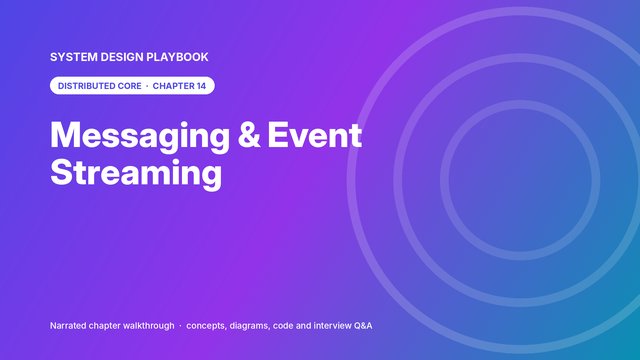 SYSTEM DESIGN PLAYBOOK
DISTRIBUTED CORE · CHAPTER 14
Messaging & Event
Streaming
Narrated chapter walkthrough · concepts, diagrams, code and interview Q&A